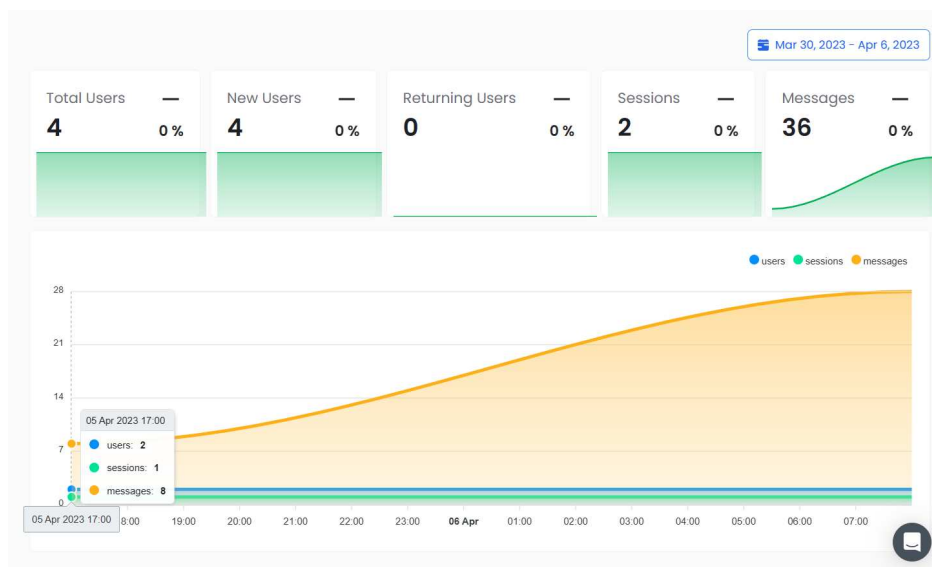 Mar 30, 2023 - Apr 6, 2023
Total Users
4
0 %
New Users
4
0 %
Returning Users
0
0 %
Sessions
2
0 %
Messages
36
0 %
users sessions messages
28
21
14
7
0
05 Apr 2023 17:00
users: 2
sessions: 1
messages: 8
05 Apr 2023 17:00
8:00 19:00 20:00 21:00 22:00 23:00 06 Apr 01:00 02:00 03:00 04:00 05:00 06:00 07:00